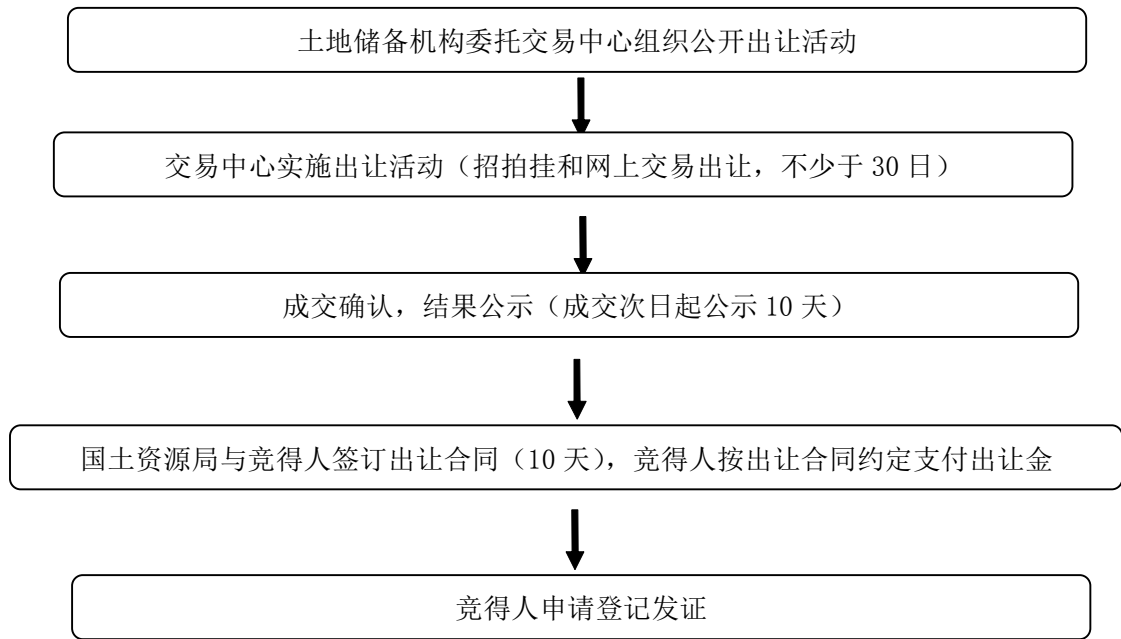 土地储备机构委托交易中心组织公开出让活动
交易中心实施出让活动（招拍挂和网上交易出让，不少于 30 日）
成交确认，结果公示（成交次日起公示 10 天）
国土资源局与竞得人签订出让合同（10 天），竞得人按出让合同约定支付出让金
竞得人申请登记发证